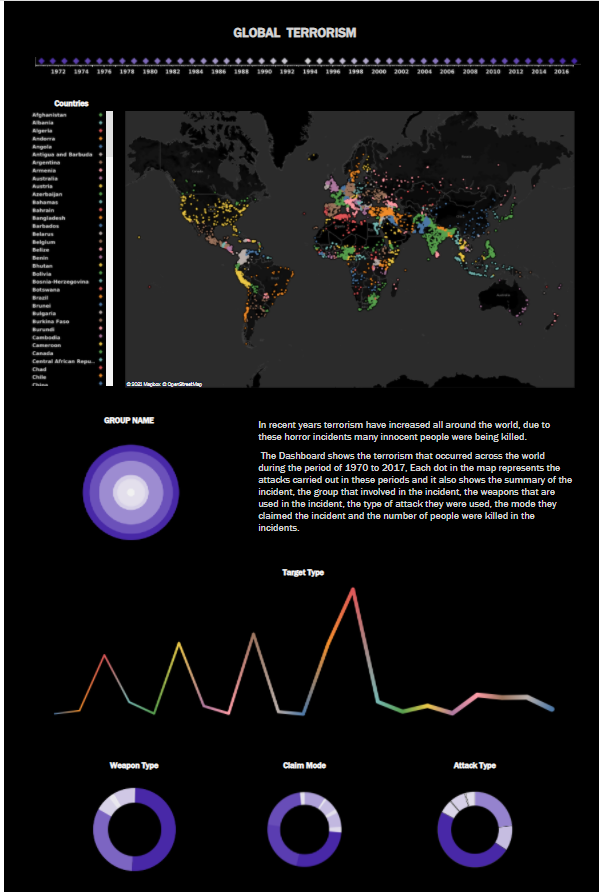 GLOBAL TERRORISM
1972 1974 1976 1978 1980 1982 1984 1986 1988 1990 1992 1994 1996 1998 2000 2002 2004 2006 2008 2010 2012 2014 2016
Countries
Afghanistan
Albania
Algeria
Andorra
Angola
Antigua and Barbuda
Argentina
Armenia
Australia
Austria
Azerbaijan
Bahamas
Bahrain
Bangladesh
Barbados
Belarus
Belgium
Belize
Benin
Bhutan
Bolivia
Bosnia-Herzegovina
Botswana
Brazil
Brunei
Bulgaria
Burkina Faso
Burundi
Cambodia
Cameroon
Canada
Central African Repu..
Chad
Chile
China
© 2021 Mapbox © OpenStreetMap
GROUP NAME
In recent years terrorism have increased all around the world, due to
these horror incidents many innocent people were being killed.
The Dashboard shows the terrorism that occurred across the world
during the period of 1970 to 2017, Each dot in the map represents the
attacks carried out in these periods and it also shows the summary of the
incident, the group that involved in the incident, the weapons that are
used in the incident, the type of attack they were used, the mode they
claimed the incident and the number of people were killed in the
incidents.
Target Type
Weapon Type
Claim Mode
Attack Type